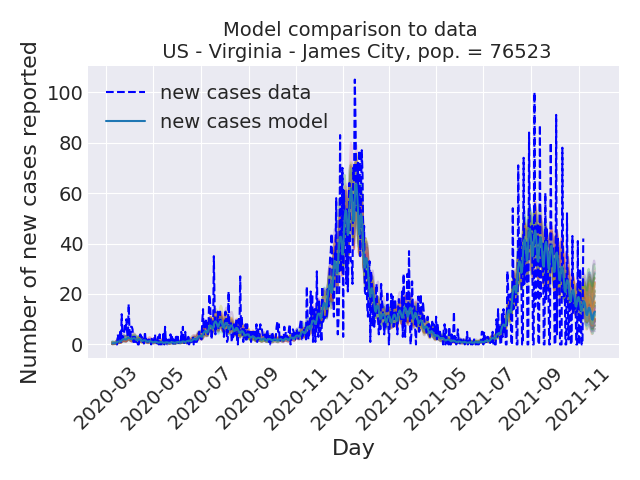 Model comparison to data
US - Virginia - James City, pop. = 76523
Number of new cases reported
100
80
60
40
20
0
new cases data
new cases model
2020-03
2020-05
2020-07
2020-09
2020-11
2021-01
2021-03
2021-05
2021-07
2021-09
2021-11
Day